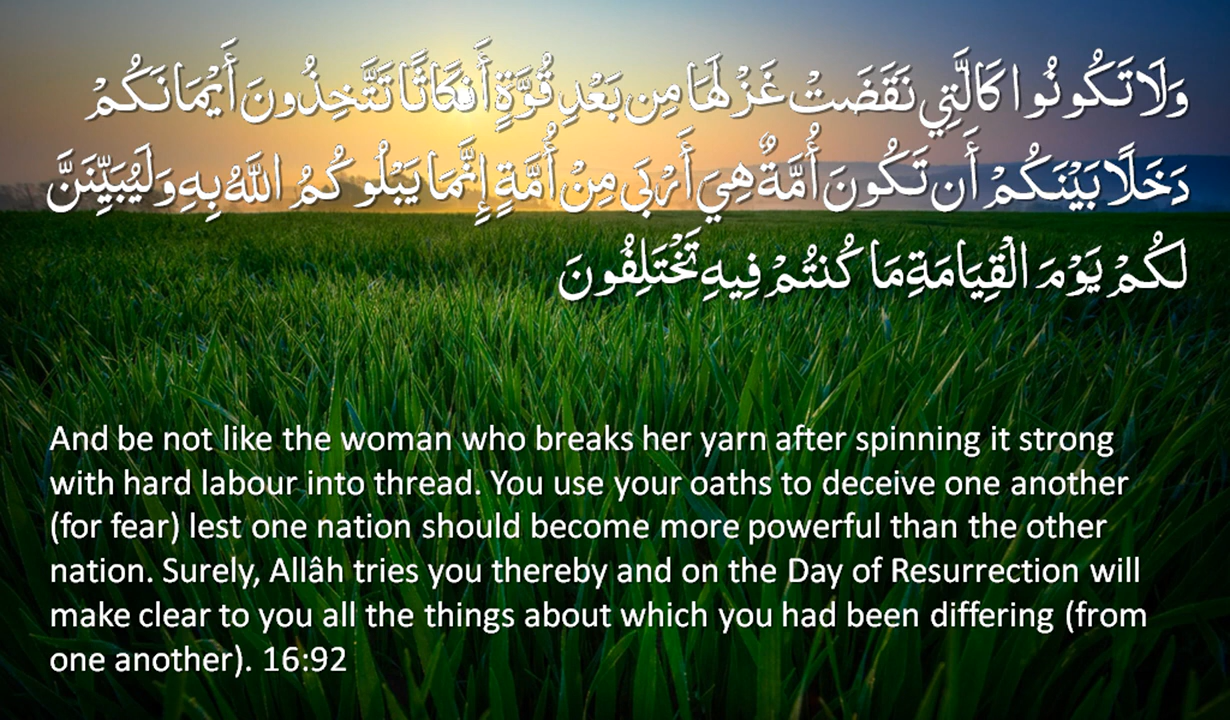 وَلَا تَكُونُوا كَالَّتِي نَقَضَتْ غَزْلَهَا مِن بَعْدِ قُوَّةٍ أَنكَاثًا تَتَّخِذُونَ أَيْمَانَكُمْ
دَخَلًا بَيْنَكُمْ أَن تَكُونَ أُمَّةٌ هِيَ أَرْبَى مِنْ أُمَّةٍ إِنَّمَا يَبْلُوكُمُ اللَّهُ بِهِ وَلَيُبَيِّنَنَّ
لَكُمْ يَوْمَ الْقِيَامَةِ مَا كُنتُمْ فِيهِ تَخْتَلِفُونَ
And be not like the woman who breaks her yarn after spinning it strong
with hard labour into thread. You use your oaths to deceive one another
(for fear) lest one nation should become more powerful than the other
nation. Surely, Allâh tries you thereby and on the Day of Resurrection will
make clear to you all the things about which you had been differing (from
one another). 16:92